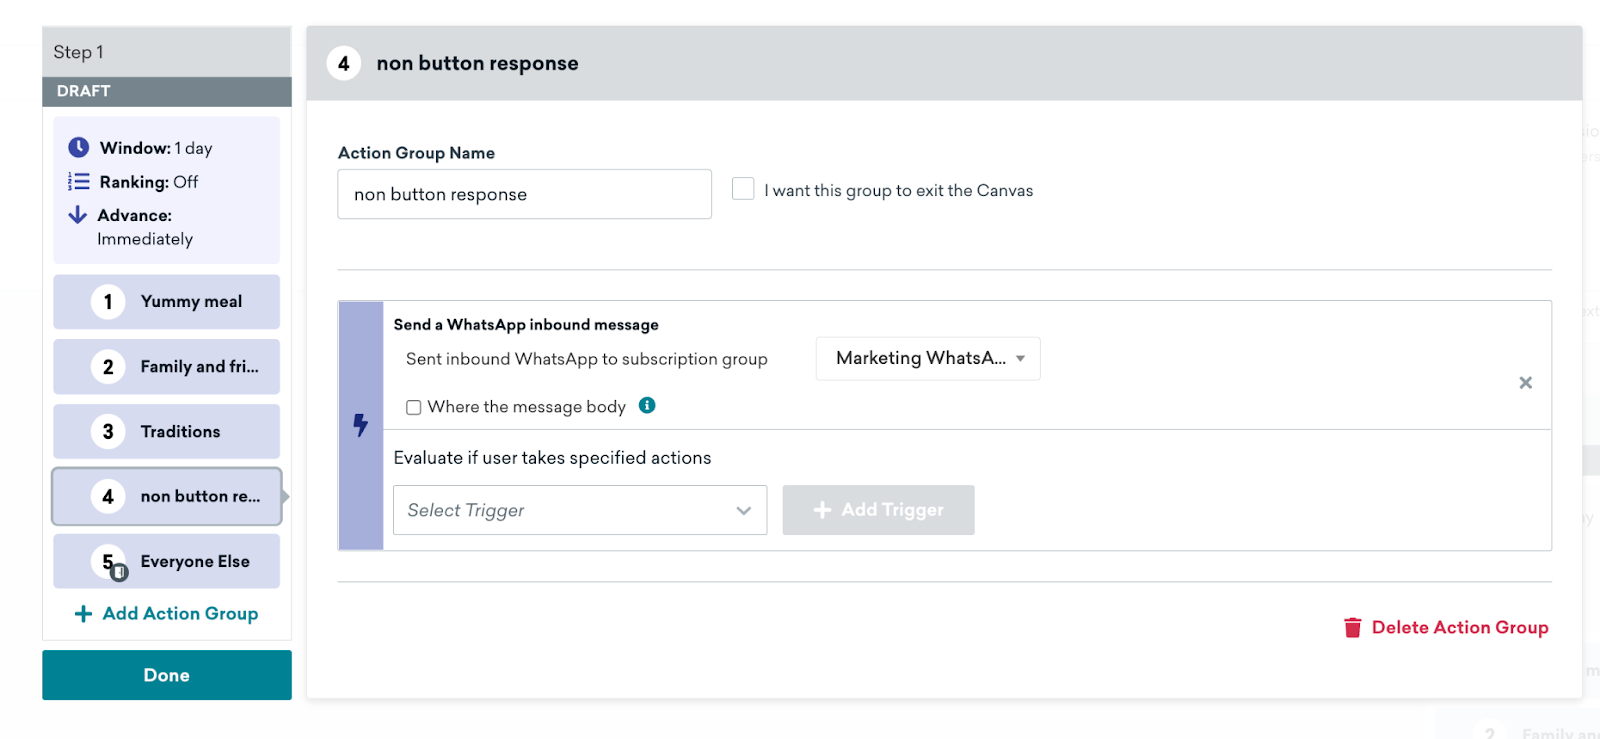 Step 1
DRAFT
Window: 1 day
Ranking: Off
Advance:
Immediately
1 Yummy meal
2 Family and fri...
3 Traditions
4 non button re...
5 Everyone Else
+ Add Action Group
Done
4 non button response
Action Group Name
non button response
I want this group to exit the Canvas
Send a WhatsApp inbound message
Sent inbound WhatsApp to subscription group
Marketing WhatsA...
Where the message body
Evaluate if user takes specified actions
Select Trigger
+ Add Trigger
Delete Action Group
2